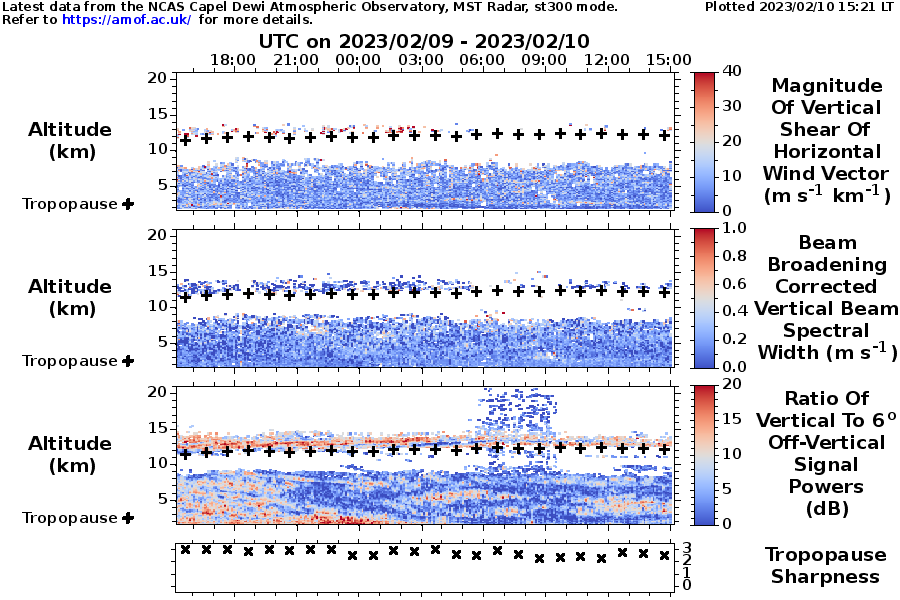 Latest data from the NCAS Capel Dewi Atmospheric Observatory, MST Radar, st300 mode.
Plotted 2023/02/10 15:21 LT
Refer to https://amof.ac.uk/ for more details.
UTC on 2023/02/09 - 2023/02/10
18:00 21:00 00:00 03:00 06:00 09:00 12:00 15:00
20
15
10
5
Altitude
(km)
Tropopause
40
30
20
10
0
Magnitude
Of Vertical
Shear Of
Horizontal
Wind Vector
(m s-1 km-1)
20
15
10
5
Altitude
(km)
Tropopause
1.0
0.8
0.6
0.4
0.2
0.0
Beam
Broadening
Corrected
Vertical Beam
Spectral
Width (m s-1)
20
15
10
5
Altitude
(km)
Tropopause
20
15
10
5
0
Ratio Of
Vertical To 6o
Off-Vertical
Signal
Powers
(dB)
3
2
1
0
Tropopause
Sharpness